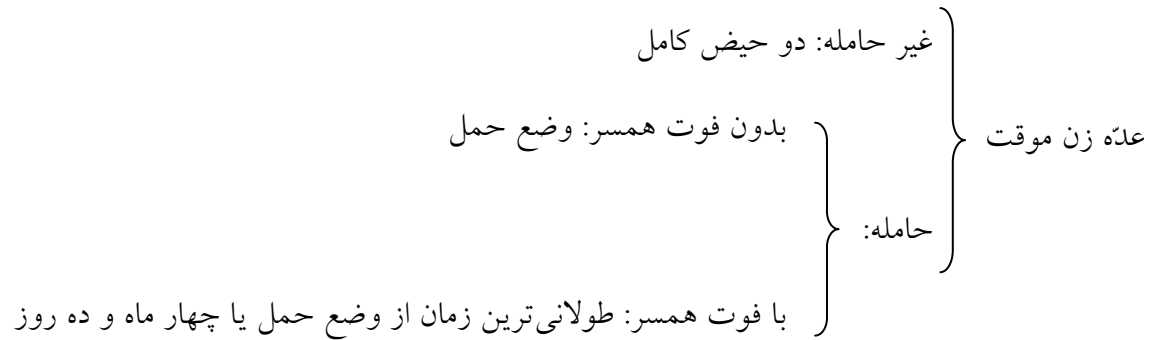 غیر حامله: دو حیض کامل
بدون فوت همسر: وضع حمل
عدّه زن موقت
حامله:
با فوت همسر: طولانی‌ترین زمان از وضع حمل یا چهار ماه و ده روز